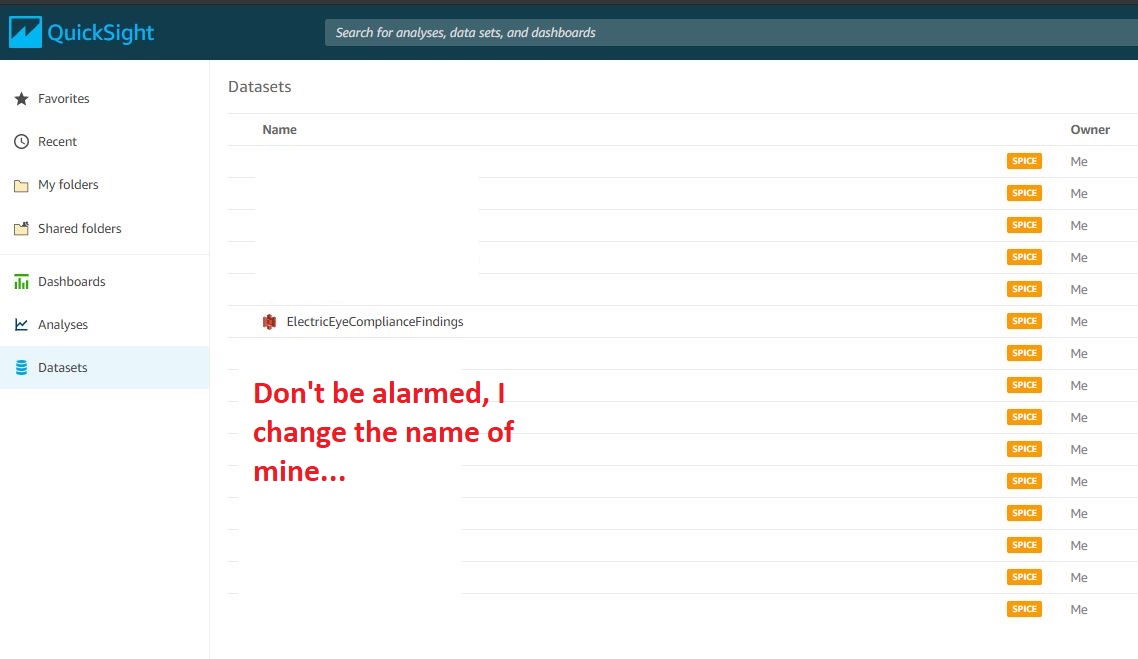 QuickSight
Search for analyses, data sets, and dashboards
Favorites
Recent
My folders
Shared folders
Dashboards
Analyses
Datasets
Datasets
Name Owner
SPICE Me
SPICE Me
SPICE Me
SPICE Me
SPICE Me
ElectricEyeComplianceFindings SPICE Me
SPICE Me
SPICE Me
SPICE Me
SPICE Me
SPICE Me
SPICE Me
SPICE Me
SPICE Me
SPICE Me
Don't be alarmed, I
change the name of
mine...